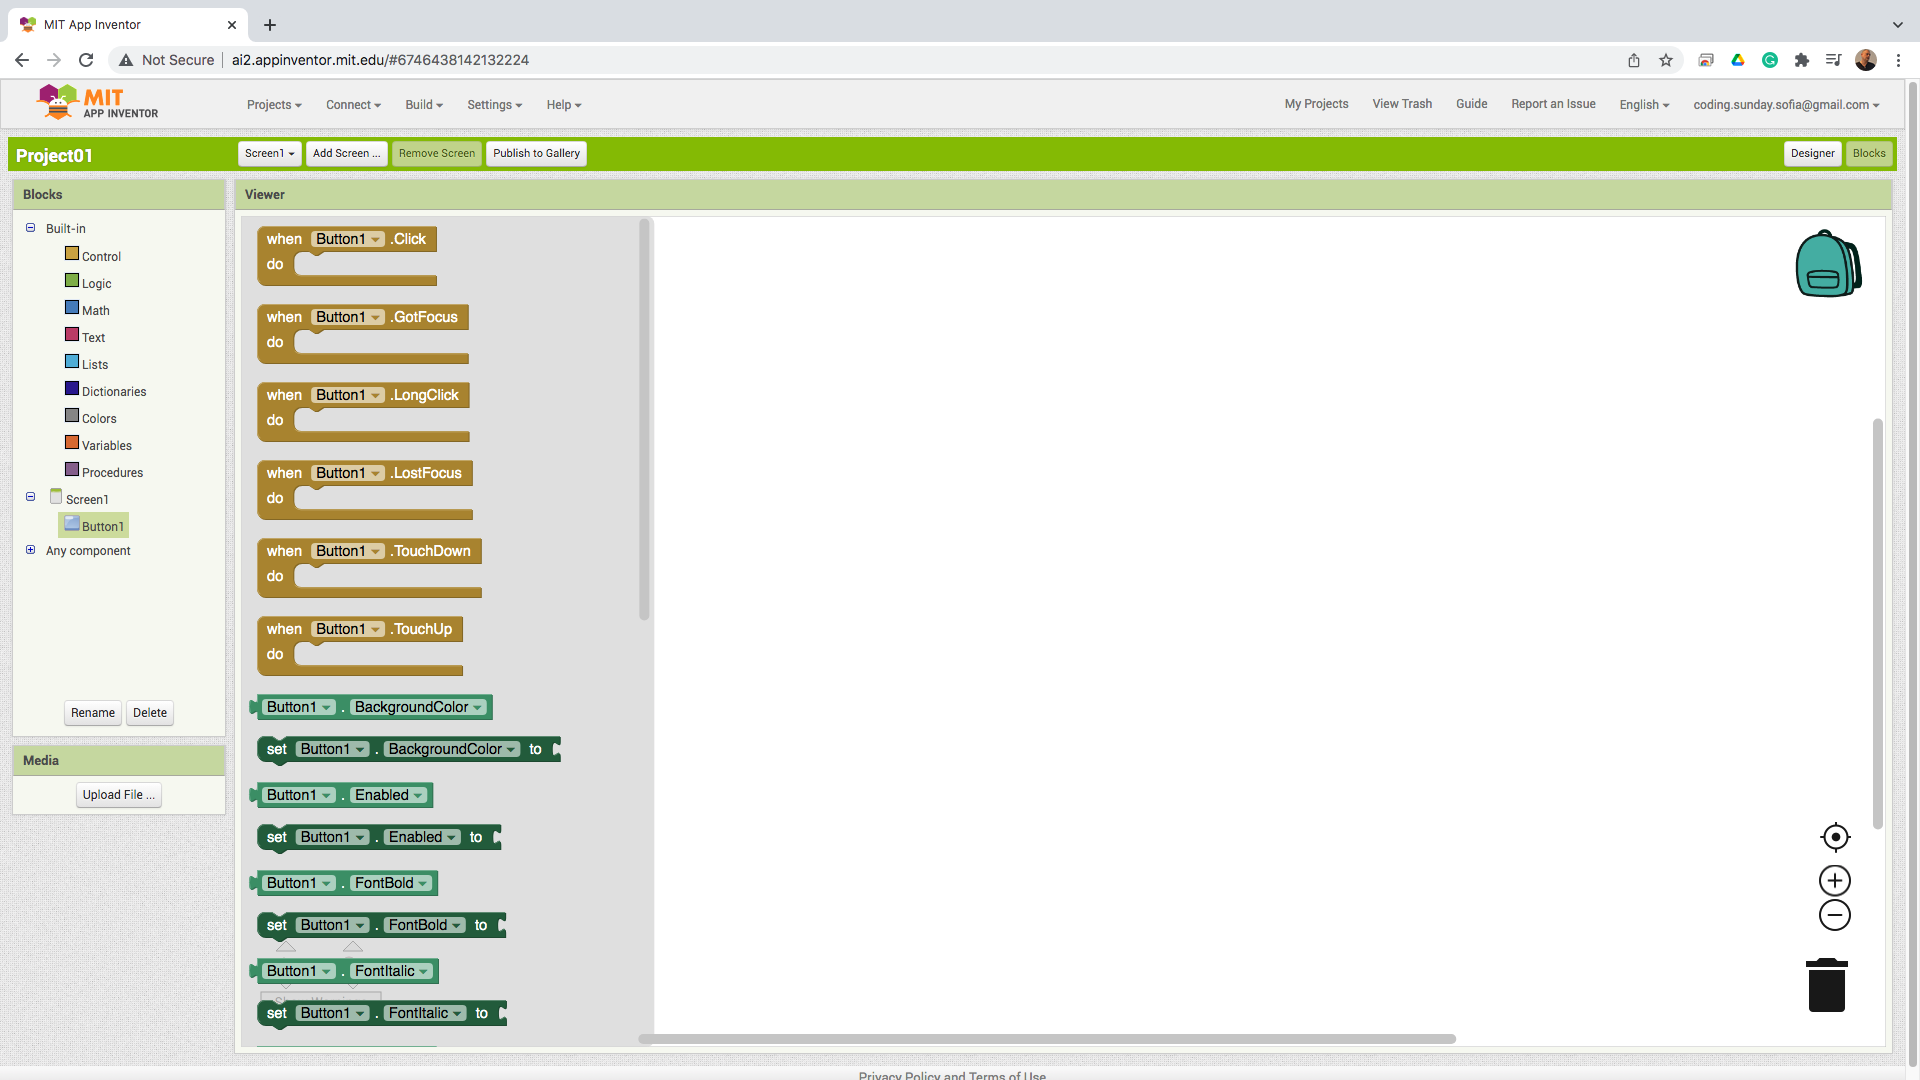 MIT App Inventor
Not Secure ai2.appinventor.mit.edu/#6746438142132224
MIT
APP INVENTOR
Projects Connect Build Settings Help My Projects View Trash Guide Report an Issue English coding.sunday.sofia@gmail.com
Project01 Screen1 Add Screen ... Remove Screen Publish to Gallery Designer Blocks
Blocks
Built-in
Control
Logic
Math
Text
Lists
Dictionaries
Colors
Variables
Procedures
Screen1
Button1
Any component
Rename Delete
Media
Upload File ...
Viewer
when Button1 .Click
do
when Button1 .GotFocus
do
when Button1 .LongClick
do
when Button1 .LostFocus
do
when Button1 .TouchDown
do
when Button1 .TouchUp
do
Button1 . BackgroundColor
set Button1 . BackgroundColor to
Button1 . Enabled
set Button1 . Enabled to
Button1 . FontBold
set Button1 . FontBold to
Button1 . FontItalic
set Button1 . FontItalic to
Privacy Policy and Terms of Use